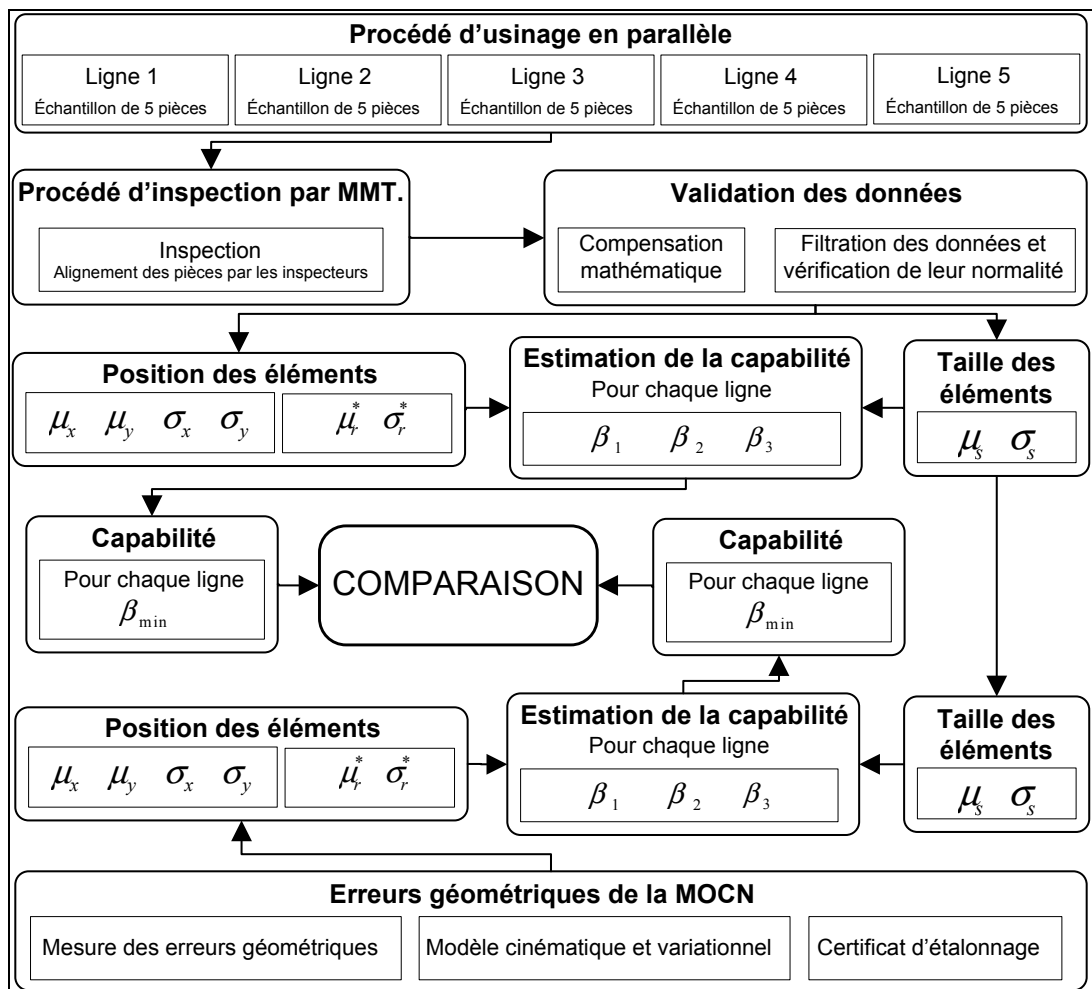 Procédé d'usinage en parallèle
Ligne 1
Échantillon de 5 pièces
Ligne 2
Échantillon de 5 pièces
Ligne 3
Échantillon de 5 pièces
Ligne 4
Échantillon de 5 pièces
Ligne 5
Échantillon de 5 pièces
Procédé d'inspection par MMT.
Inspection
Alignement des pièces par les inspecteurs
Validation des données
Compensation
mathématique
Filtration des données et
vérification de leur normalité
Position des éléments
μx μy σx σy
μr* σr*
Estimation de la capabilité
Pour chaque ligne
β1 β2 β3
Taille des
éléments
μs σs
Capabilité
Pour chaque ligne
βmin
COMPARAISON
Capabilité
Pour chaque ligne
βmin
Position des éléments
μx μy σx σy
μr* σr*
Estimation de la capabilité
Pour chaque ligne
β1 β2 β3
Taille des
éléments
μs σs
Erreurs géométriques de la MOCN
Mesure des erreurs géométriques
Modèle cinématique et variationnel
Certificat d'étalonnage